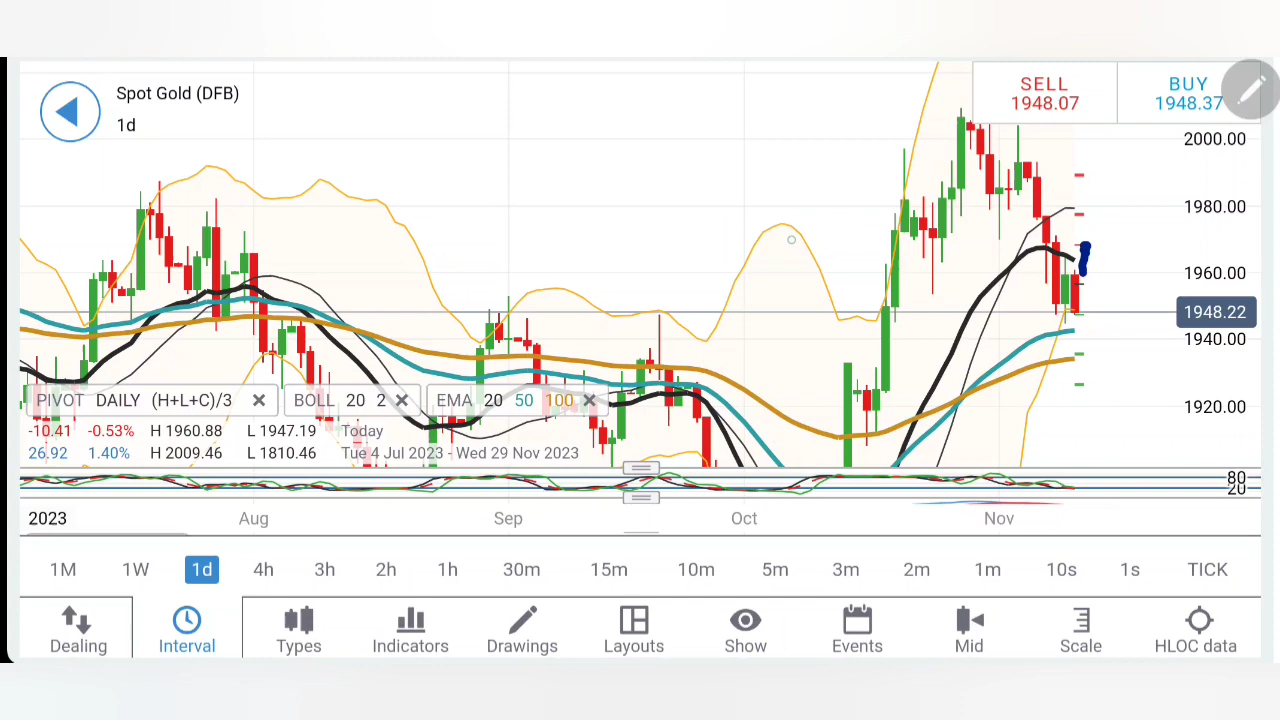 Spot Gold (DFB)
1d
SELL
1948.07
BUY
1948.37
2000.00
1980.00
1960.00
1948.22
1940.00
1920.00
PIVOT DAILY (H+L+C)/3
BOLL 20 2
EMA 20 50 100
-10.41 -0.53% H 1960.88 L 1947.19 Today
26.92 1.40% H 2009.46 L 1810.46 Tue 4 Jul 2023 - Wed 29 Nov 2023
80
20
2023 Aug Sep Oct Nov
1M 1W 1d 4h 3h 2h 1h 30m 15m 10m 5m 3m 2m 1m 10s 1s TICK
Dealing Interval Types Indicators Drawings Layouts Show Events Mid Scale HLOC data